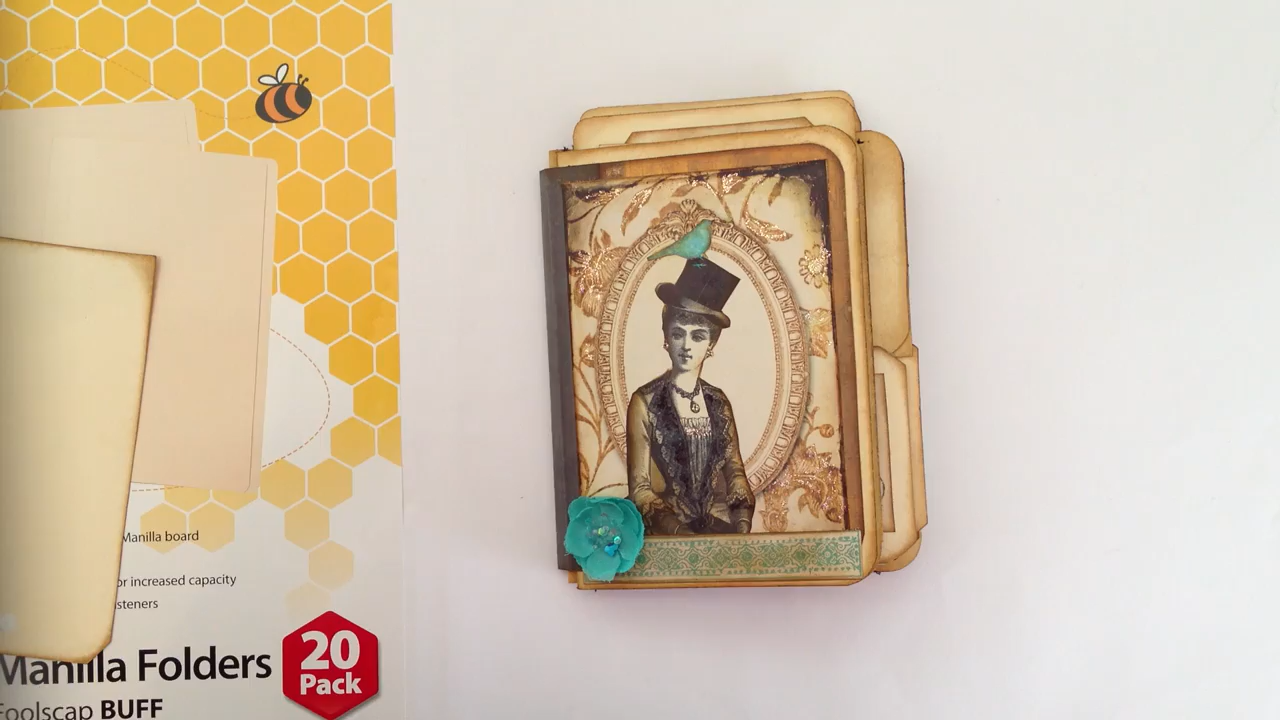 Manilla board
or increased capacity
steners
Manilla Folders
Foolscap BUFF
20
Pack